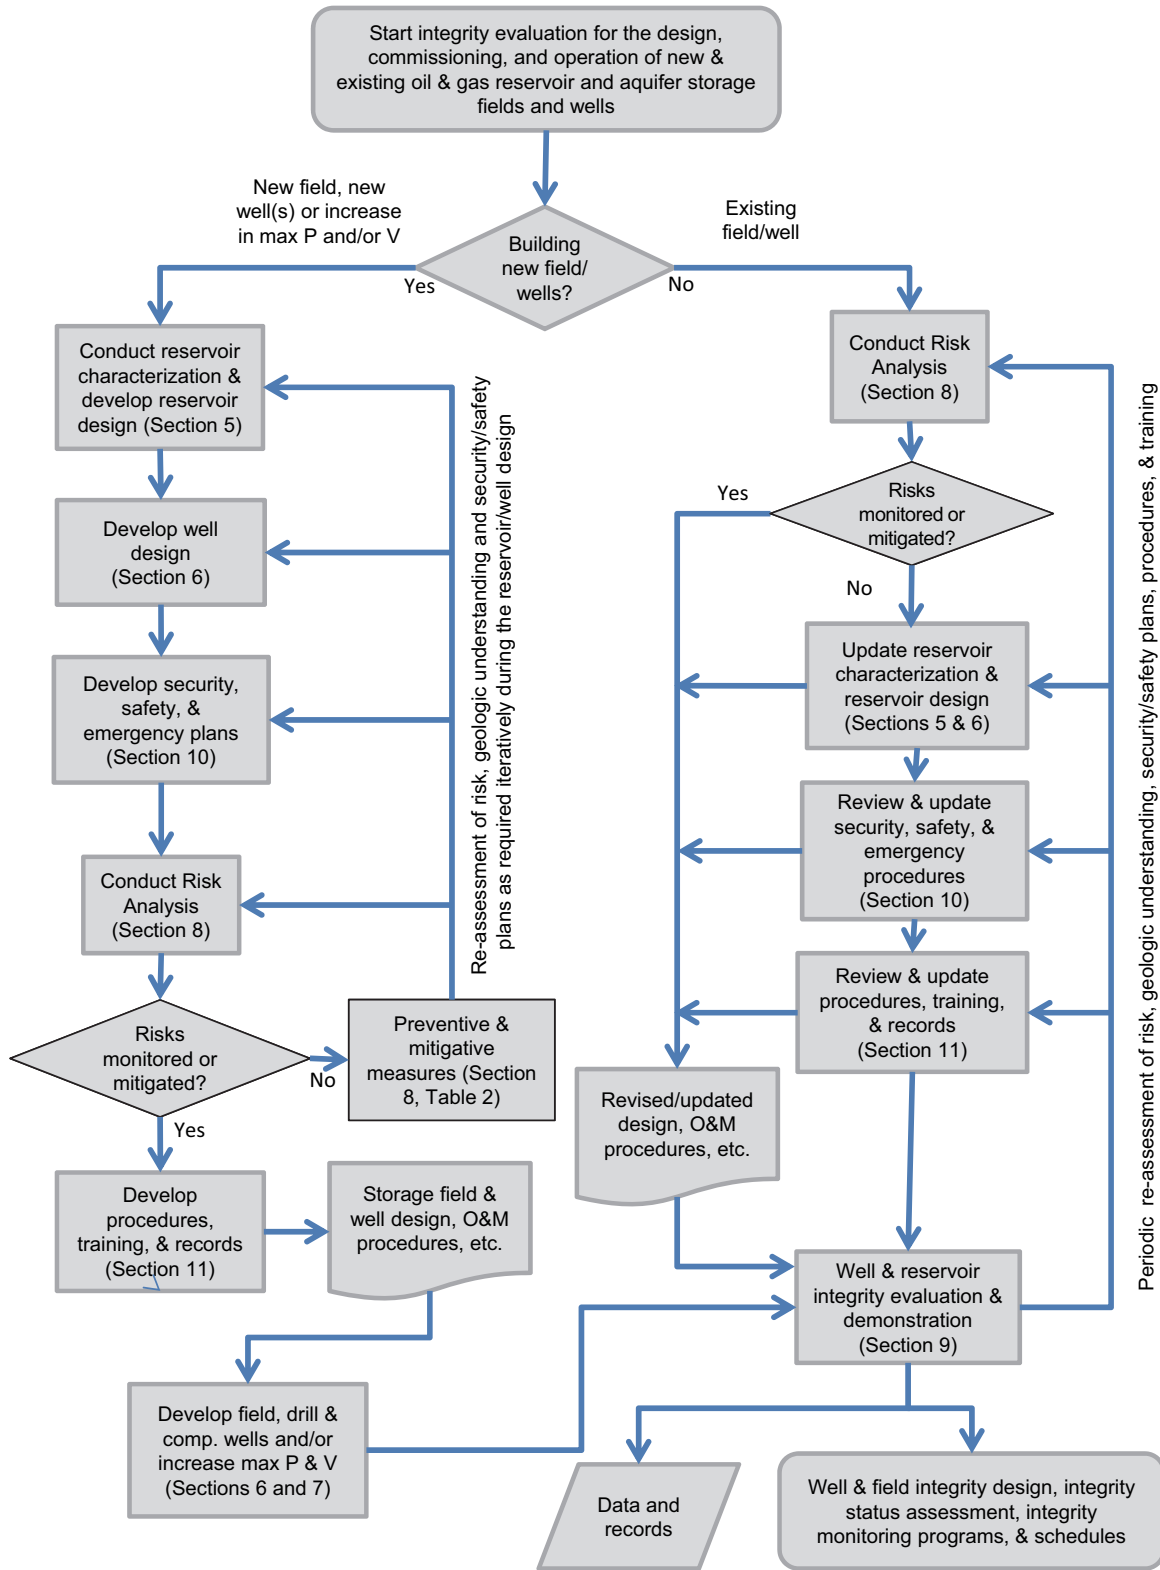 Start integrity evaluation for the design,
commissioning, and operation of new &
existing oil & gas reservoir and aquifer storage
fields and wells
New field, new
well(s) or increase
in max P and/or V
Existing
field/well
Building
new field/
wells?
Yes
No
Conduct reservoir
characterization &
develop reservoir
design (Section 5)
Develop well
design
(Section 6)
Develop security,
safety, &
emergency plans
(Section 10)
Conduct Risk
Analysis
(Section 8)
Risks
monitored or
mitigated?
No
Yes
Preventive &
mitigative
measures (Section
8, Table 2)
Re-assessment of risk, geologic understanding and security/safety
plans as required iteratively during the reservoir/well design
Develop
procedures,
training, & records
(Section 11)
Storage field &
well design, O&M
procedures, etc.
Develop field, drill &
comp. wells and/or
increase max P & V
(Sections 6 and 7)
Conduct Risk
Analysis
(Section 8)
Yes
Risks
monitored or
mitigated?
No
Update reservoir
characterization &
reservoir design
(Sections 5 & 6)
Review & update
security, safety, &
emergency
procedures
(Section 10)
Review & update
procedures, training,
& records
(Section 11)
Revised/updated
design, O&M
procedures, etc.
Well & reservoir
integrity evaluation &
demonstration
(Section 9)
Periodic re-assessment of risk, geologic understanding, security/safety plans, procedures, & training
Data and
records
Well & field integrity design, integrity
status assessment, integrity
monitoring programs, & schedules